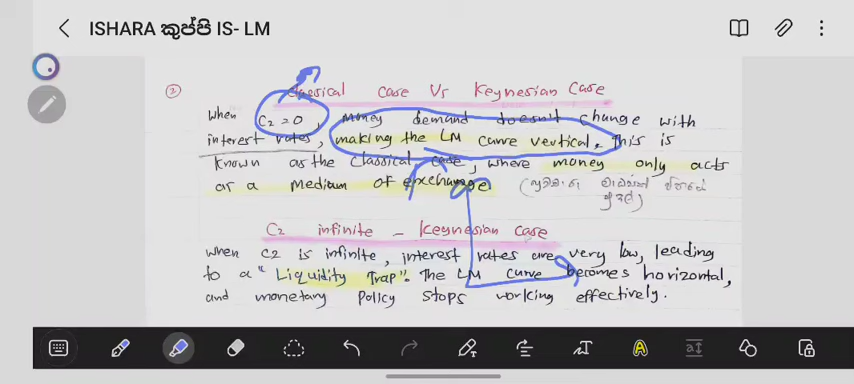 ISHARA කුප්පි IS- LM
② Classical Case Vs Keynesian Case
When C2 = 0, Money demand doesn't change with
interest rates, making the LM curve vertical. This is
known as the Classical case, where money only acts
as a Medium of exchange
C2 infinite - Keynesian Case
When C2 is infinite, interest rates are very low, leading
to a "Liquidity Trap". The LM curve becomes horizontal,
and monetary policy stops working effectively.